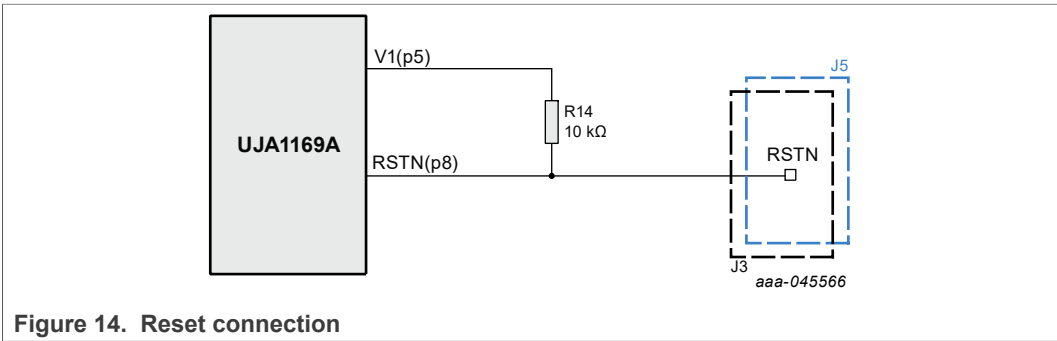 V1(p5)
J5
R14
10 kΩ
UJA1169A
RSTN
RSTN(p8)
J3
aaa-045566
Figure 14. Reset connection